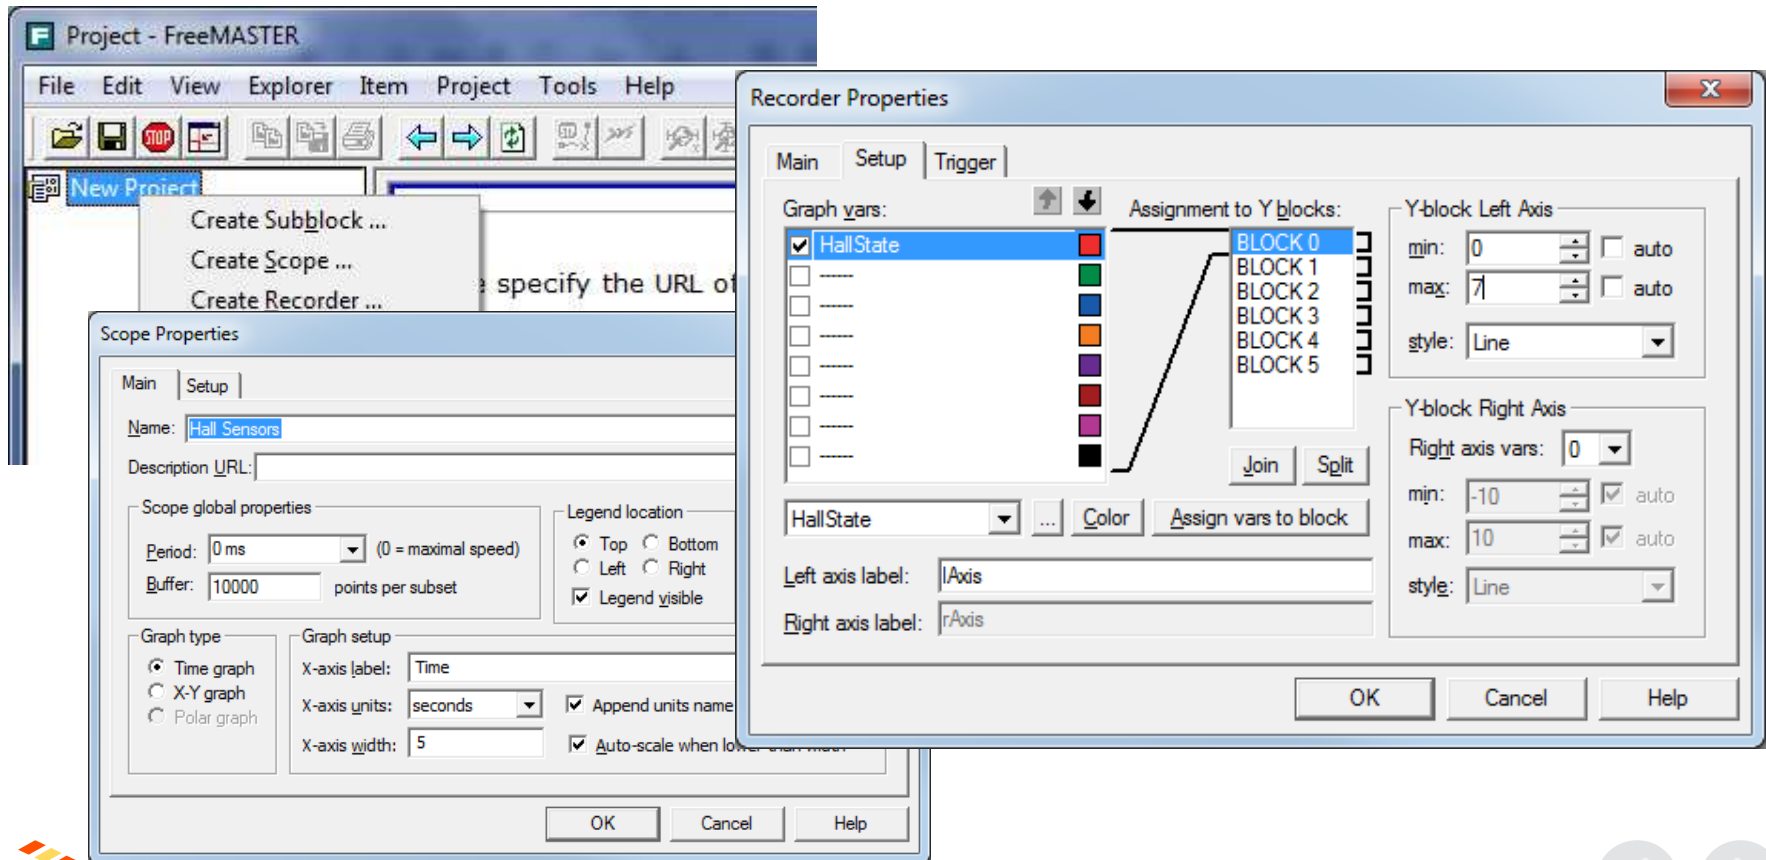 Project - FreeMASTER
File Edit View Explorer Item Project Tools Help
STOP
New Project
Create Subblock ...
Create Scope ...
Create Recorder ...
specify the URL of
Scope Properties
Main Setup
Name: Hall Sensors
Description URL:
Scope global properties
Period: 0 ms (0 = maximal speed)
Buffer: 10000 points per subset
Legend location
Top Bottom
Left Right
Legend visible
Graph type
Time graph
X-Y graph
Polar graph
Graph setup
X-axis label: Time
X-axis units: seconds Append units name
X-axis width: 5 Auto-scale when lower than width
OK Cancel Help
Recorder Properties
Main Setup Trigger
Graph vars: Assignment to Y blocks:
HallState
------
------
------
------
------
------
------
BLOCK 0
BLOCK 1
BLOCK 2
BLOCK 3
BLOCK 4
BLOCK 5
Join Split
HallState ... Color Assign vars to block
Left axis label: lAxis
Right axis label: rAxis
Y-block Left Axis
min: 0 auto
max: 7 auto
style: Line
Y-block Right Axis
Right axis vars: 0
min: -10 auto
max: 10 auto
style: Line
OK Cancel Help